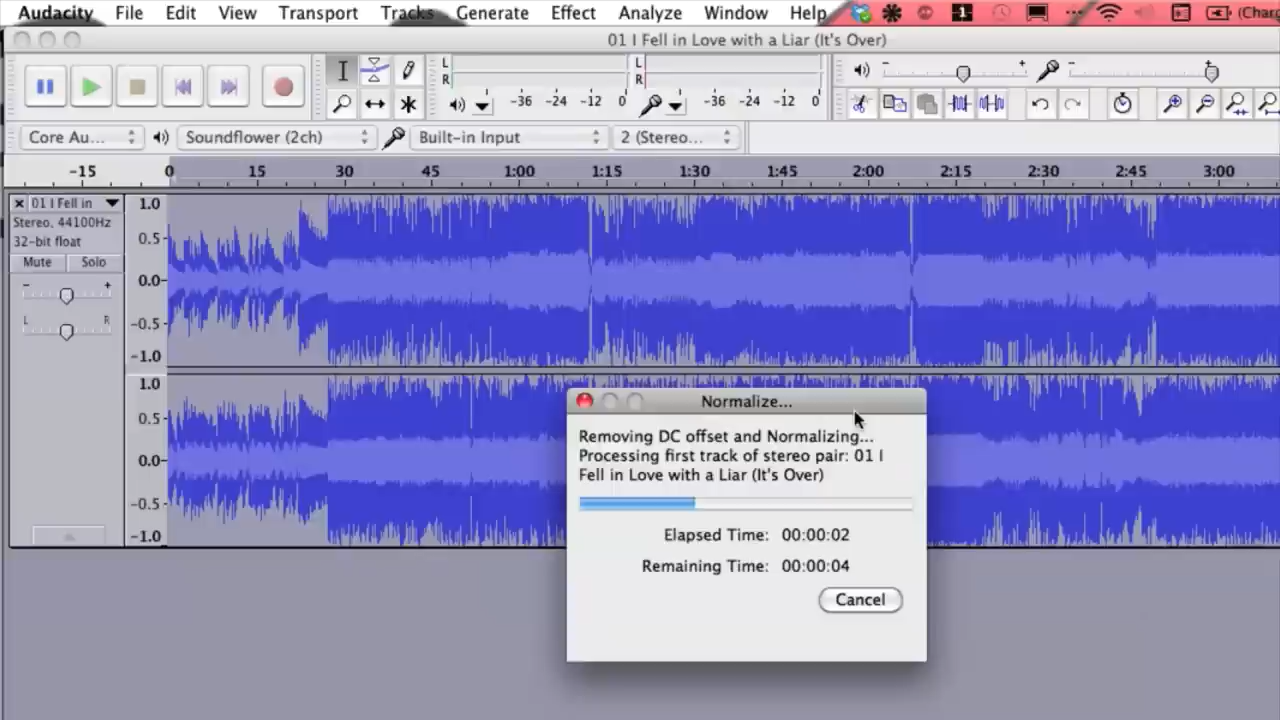 Audacity File Edit View Transport Tracks Generate Effect Analyze Window Help 1 (Charg
01 I Fell in Love with a Liar (It's Over)
L L
R R
-36 -24 -12 0 -36 -24 -12 0
- + - +
Core Au... Soundflower (2ch) Built-in Input 2 (Stereo...
-15 0 15 30 45 1:00 1:15 1:30 1:45 2:00 2:15 2:30 2:45 3:00
01 I Fell in
Stereo, 44100Hz
32-bit float
Mute Solo
- +
L R
1.0
0.5-
0.0-
-0.5-
-1.0
1.0
0.5-
0.0-
-0.5-
-1.0
Normalize...
Removing DC offset and Normalizing...
Processing first track of stereo pair: 01 I
Fell in Love with a Liar (It's Over)
Elapsed Time: 00:00:02
Remaining Time: 00:00:04
Cancel